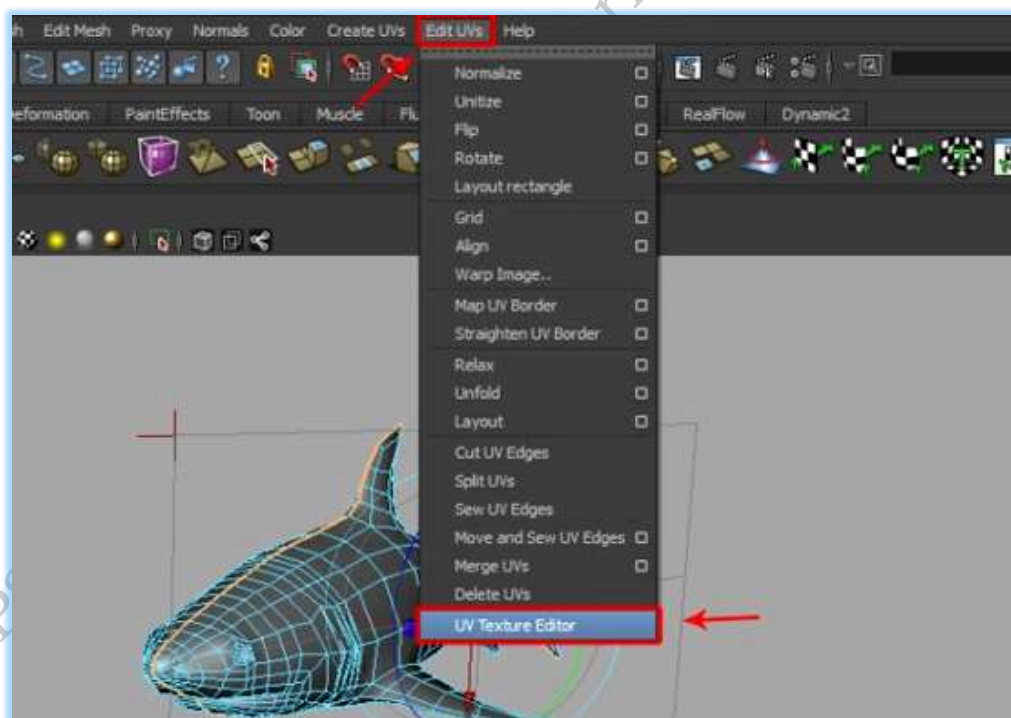 h Edit Mesh Proxy Normals Color Create UVs Edit UVs Help
eformation PaintEffects Toon Muscle Flu RealFlow Dynamic2
Normalize
Unitize
Flip
Rotate
Layout rectangle
Grid
Align
Warp Image..
Map UV Border
Straighten UV Border
Relax
Unfold
Layout
Cut UV Edges
Split UVs
Sew UV Edges
Move and Sew UV Edges
Merge UVs
Delete UVs
UV Texture Editor